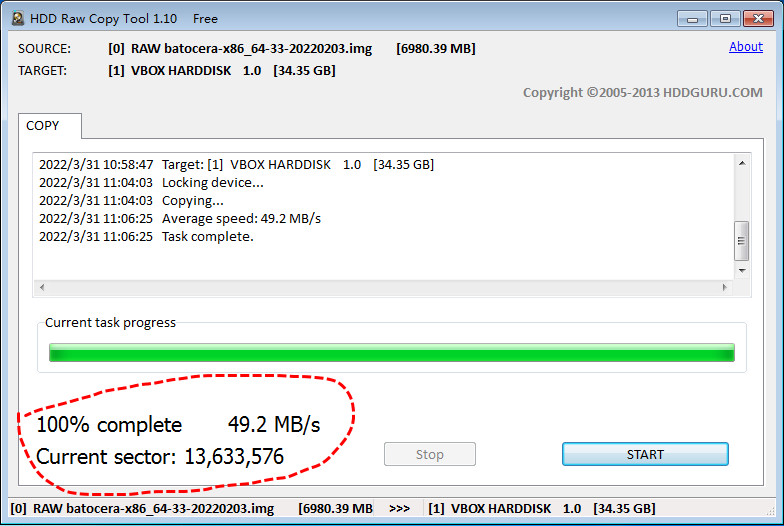 HDD Raw Copy Tool 1.10 Free
SOURCE: [0] RAW batocera-x86_64-33-20220203.img [6980.39 MB]
About
TARGET: [1] VBOX HARDDISK 1.0 [34.35 GB]
Copyright ©2005-2013 HDDGURU.COM
COPY
2022/3/31 10:58:47 Target: [1] VBOX HARDDISK 1.0 [34.35 GB]
2022/3/31 11:04:03 Locking device...
2022/3/31 11:04:03 Copying...
2022/3/31 11:06:25 Average speed: 49.2 MB/s
2022/3/31 11:06:25 Task complete.
Current task progress
100% complete 49.2 MB/s
Current sector: 13,633,576
Stop
START
[0] RAW batocera-x86_64-33-20220203.img [6980.39 MB >>> [1] VBOX HARDDISK 1.0 [34.35 GB]